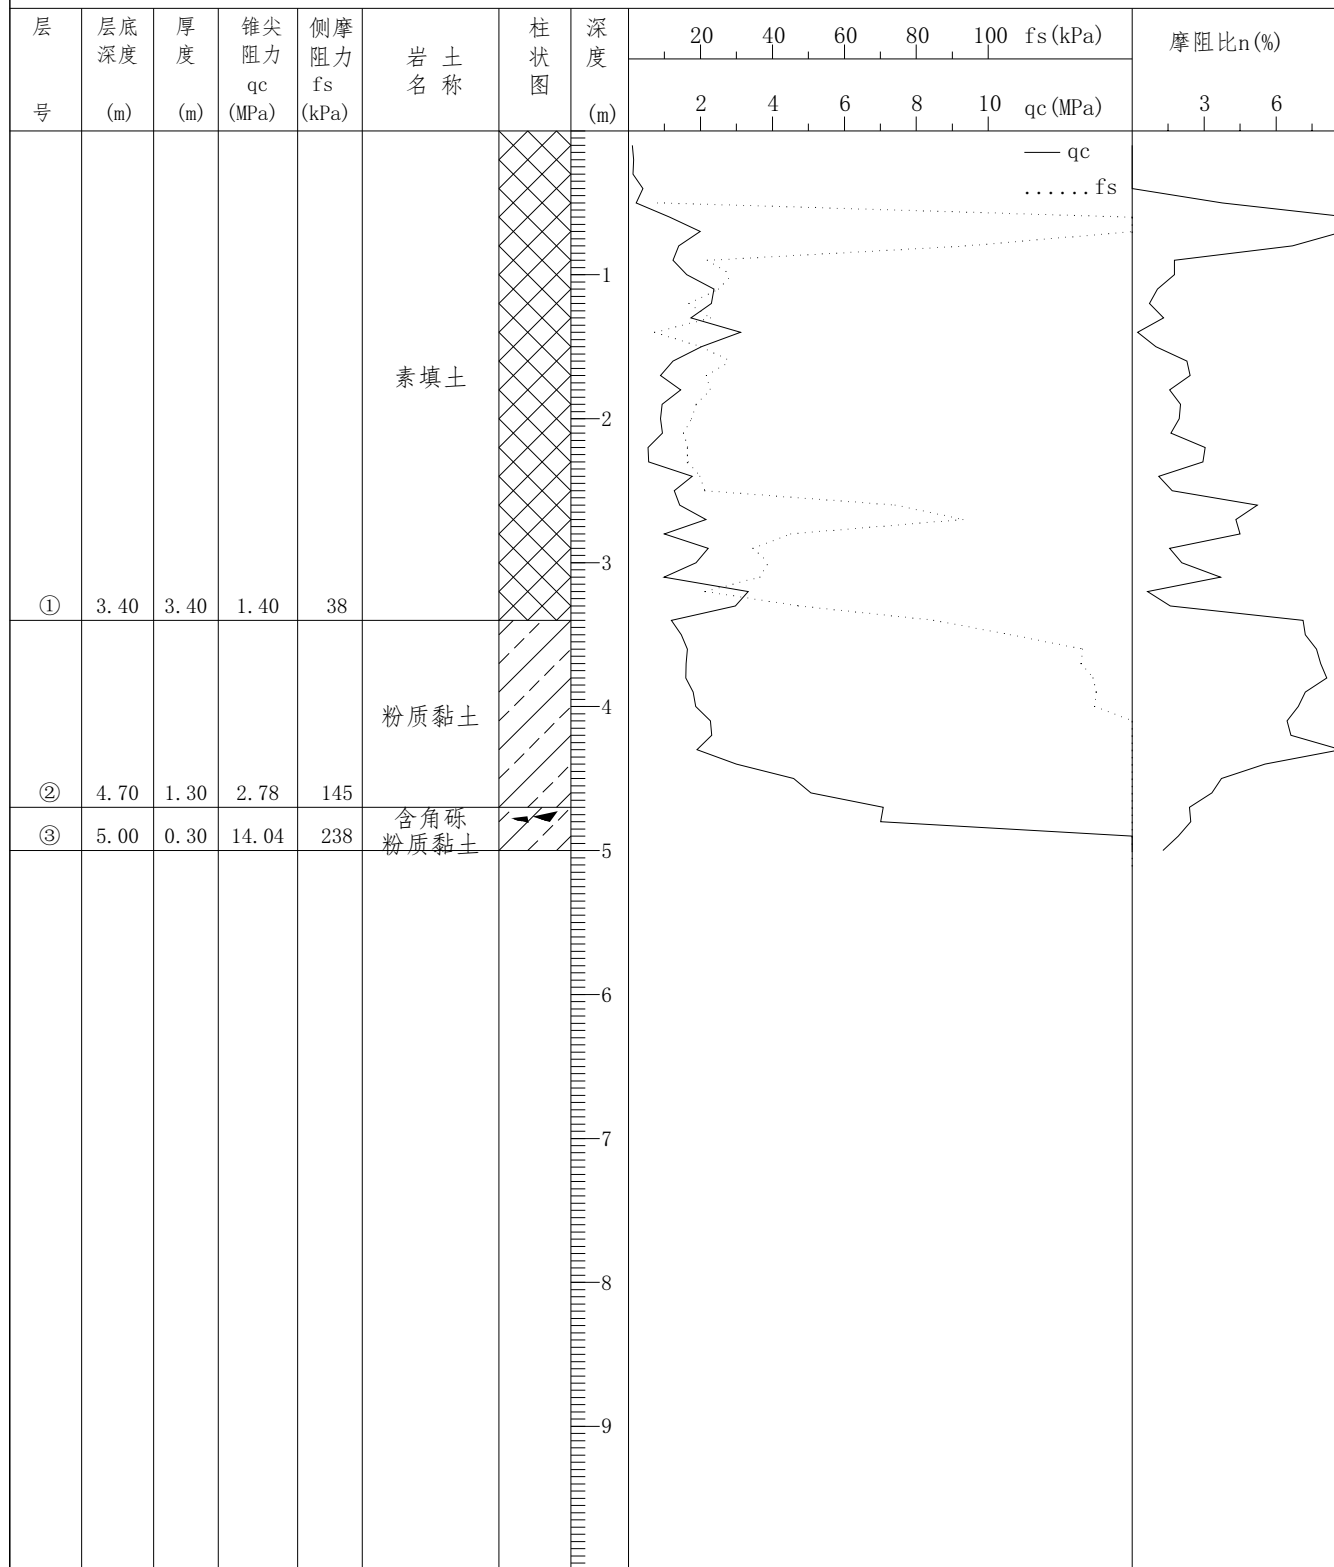 层号
层底深度(m)
厚度(m)
锥尖阻力qc(MPa)
侧摩阻力fs(kPa)
岩土名称
柱状图
深度(m)
20 40 60 80 100 fs(kPa)
2 4 6 8 10 qc(MPa)
摩阻比n(%)
3 6
—— qc
......fs
素填土
① 3.40 3.40 1.40 38
粉质黏土
② 4.70 1.30 2.78 145
含角砾
粉质黏土
③ 5.00 0.30 14.04 238
1
2
3
4
5
6
7
8
9